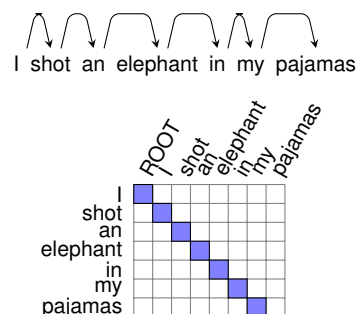 I shot an elephant in my pajamas
ROOT
I
shot
an
elephant
in
my
pajamas
I
shot
an
elephant
in
my
pajamas